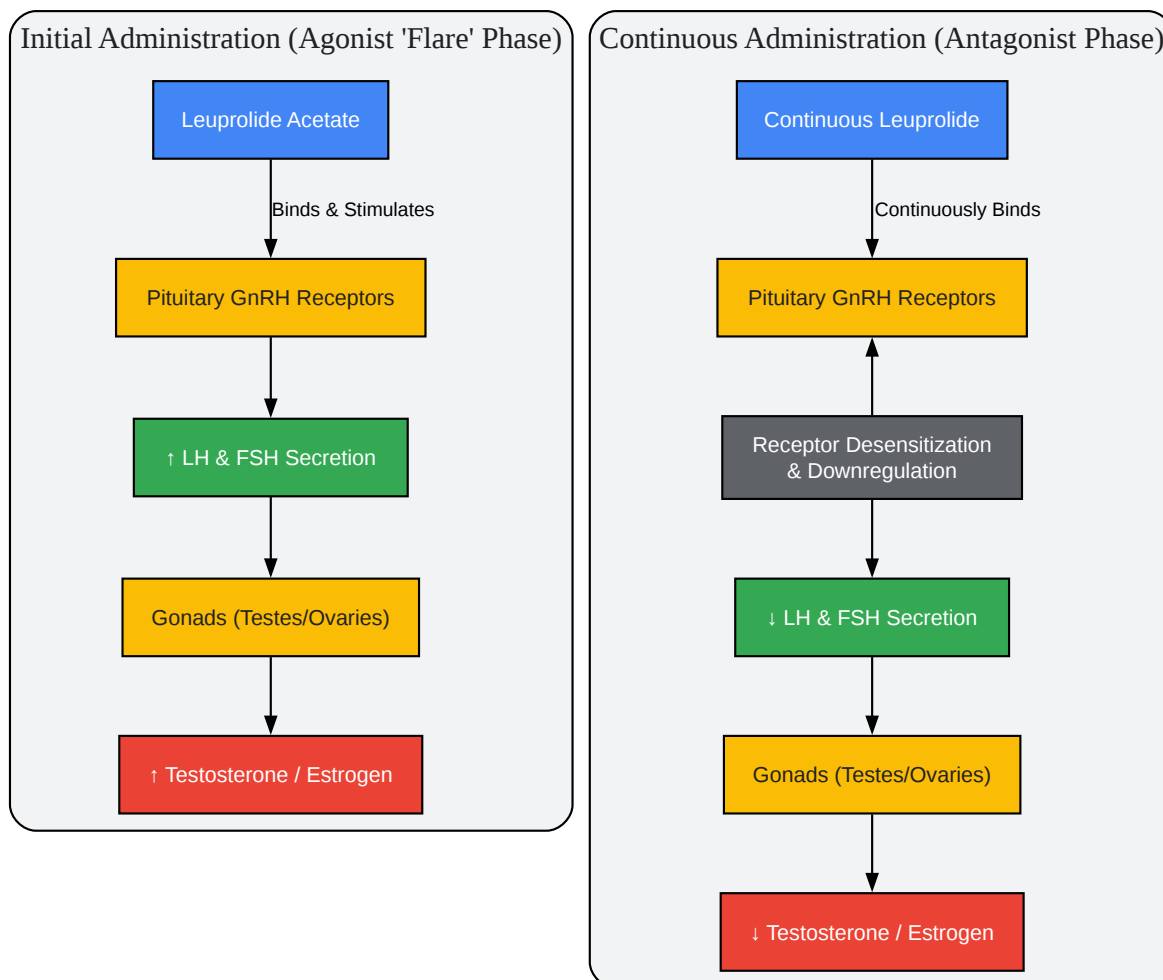 Initial Administration (Agonist 'Flare' Phase)
Leuprolide Acetate
Binds & Stimulates
Pituitary GnRH Receptors
↑ LH & FSH Secretion
Gonads (Testes/Ovaries)
↑ Testosterone / Estrogen
Continuous Administration (Antagonist Phase)
Continuous Leuprolide
Continuously Binds
Pituitary GnRH Receptors
Receptor Desensitization
& Downregulation
↓ LH & FSH Secretion
Gonads (Testes/Ovaries)
↓ Testosterone / Estrogen